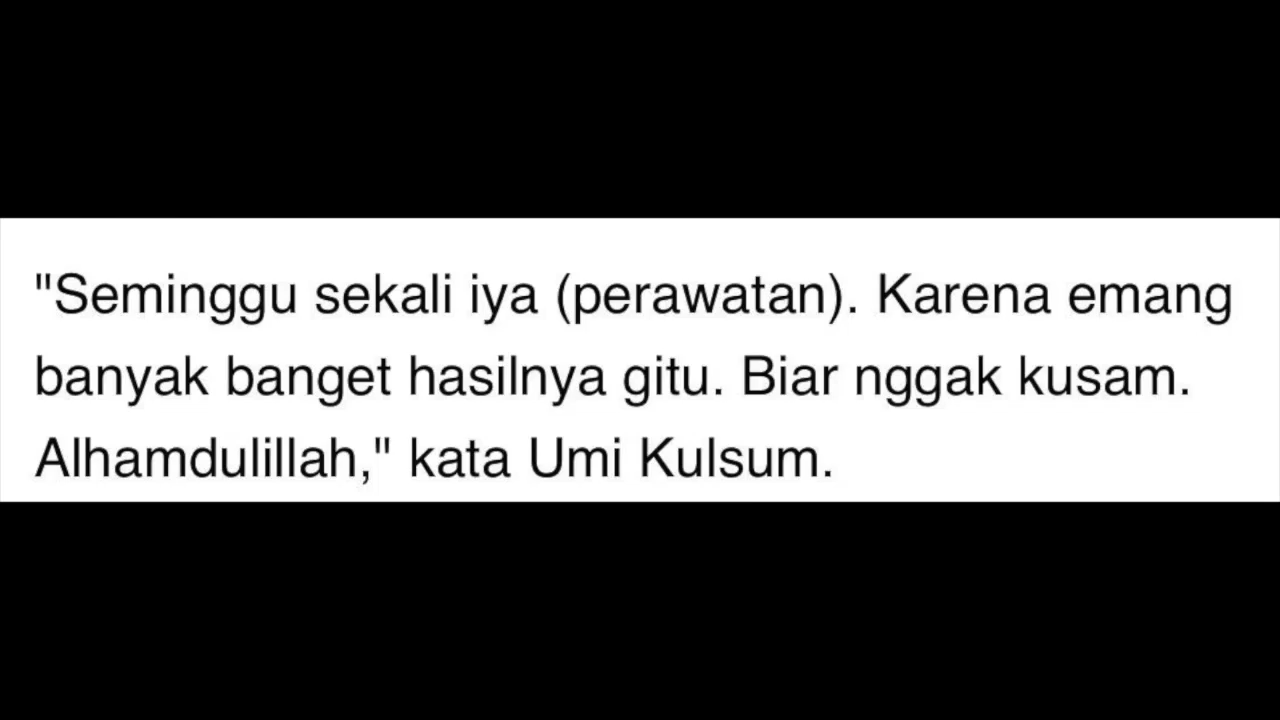 "Seminggu sekali iya (perawatan). Karena emang
banyak banget hasilnya gitu. Biar nggak kusam.
Alhamdulillah," kata Umi Kulsum.